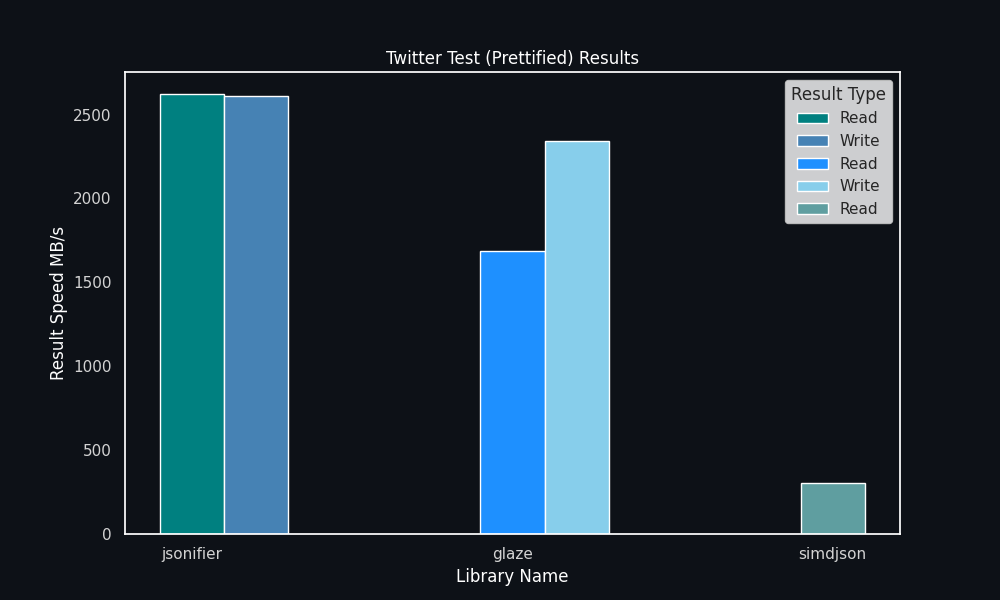 Twitter Test (Prettified) Results
Result Type
Read
Write
Read
Write
Read
Result Speed MB/s
2500
2000
1500
1000
500
0
jsonifier
glaze
simdjson
Library Name